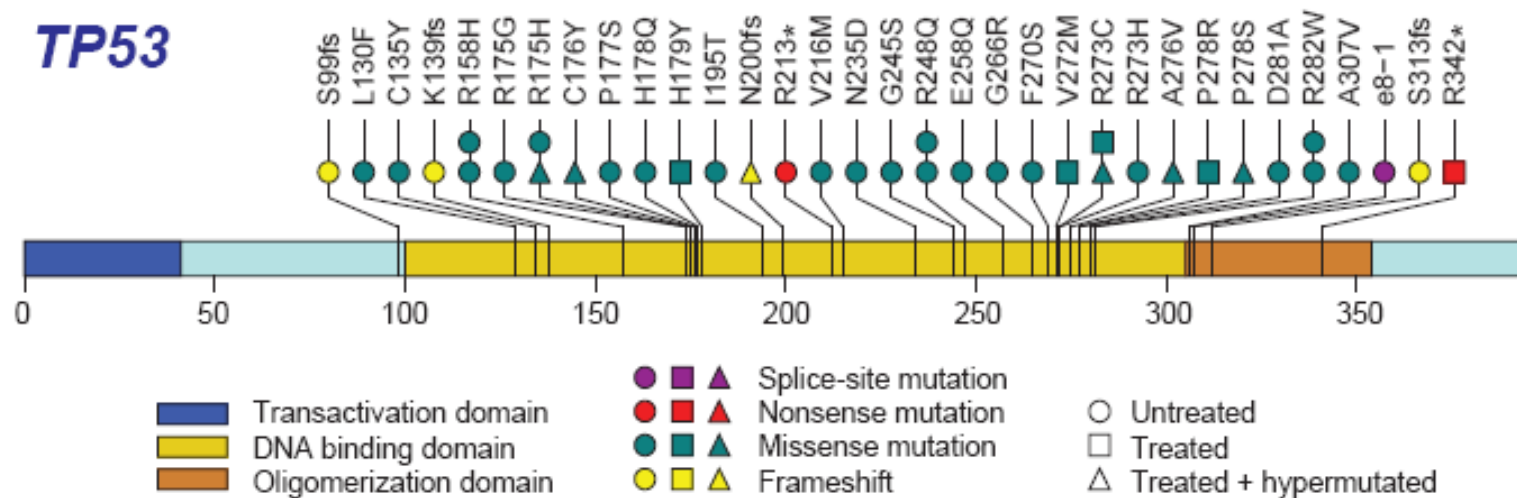 TP53
S99fs
L130F
C135Y
K139fs
R158H
R175G
R175H
C176Y
P177S
H178Q
H179Y
I195T
N200fs
R213*
V216M
N235D
G245S
R248Q
E258Q
G266R
F270S
V272M
R273C
R273H
A276V
P278R
P278S
D281A
R282W
A307V
e8−1
S313fs
R342*
0 50 100 150 200 250 300 350
Transactivation domain
DNA binding domain
Oligomerization domain
Splice-site mutation
Nonsense mutation
Missense mutation
Frameshift
Untreated
Treated
Treated + hypermutated